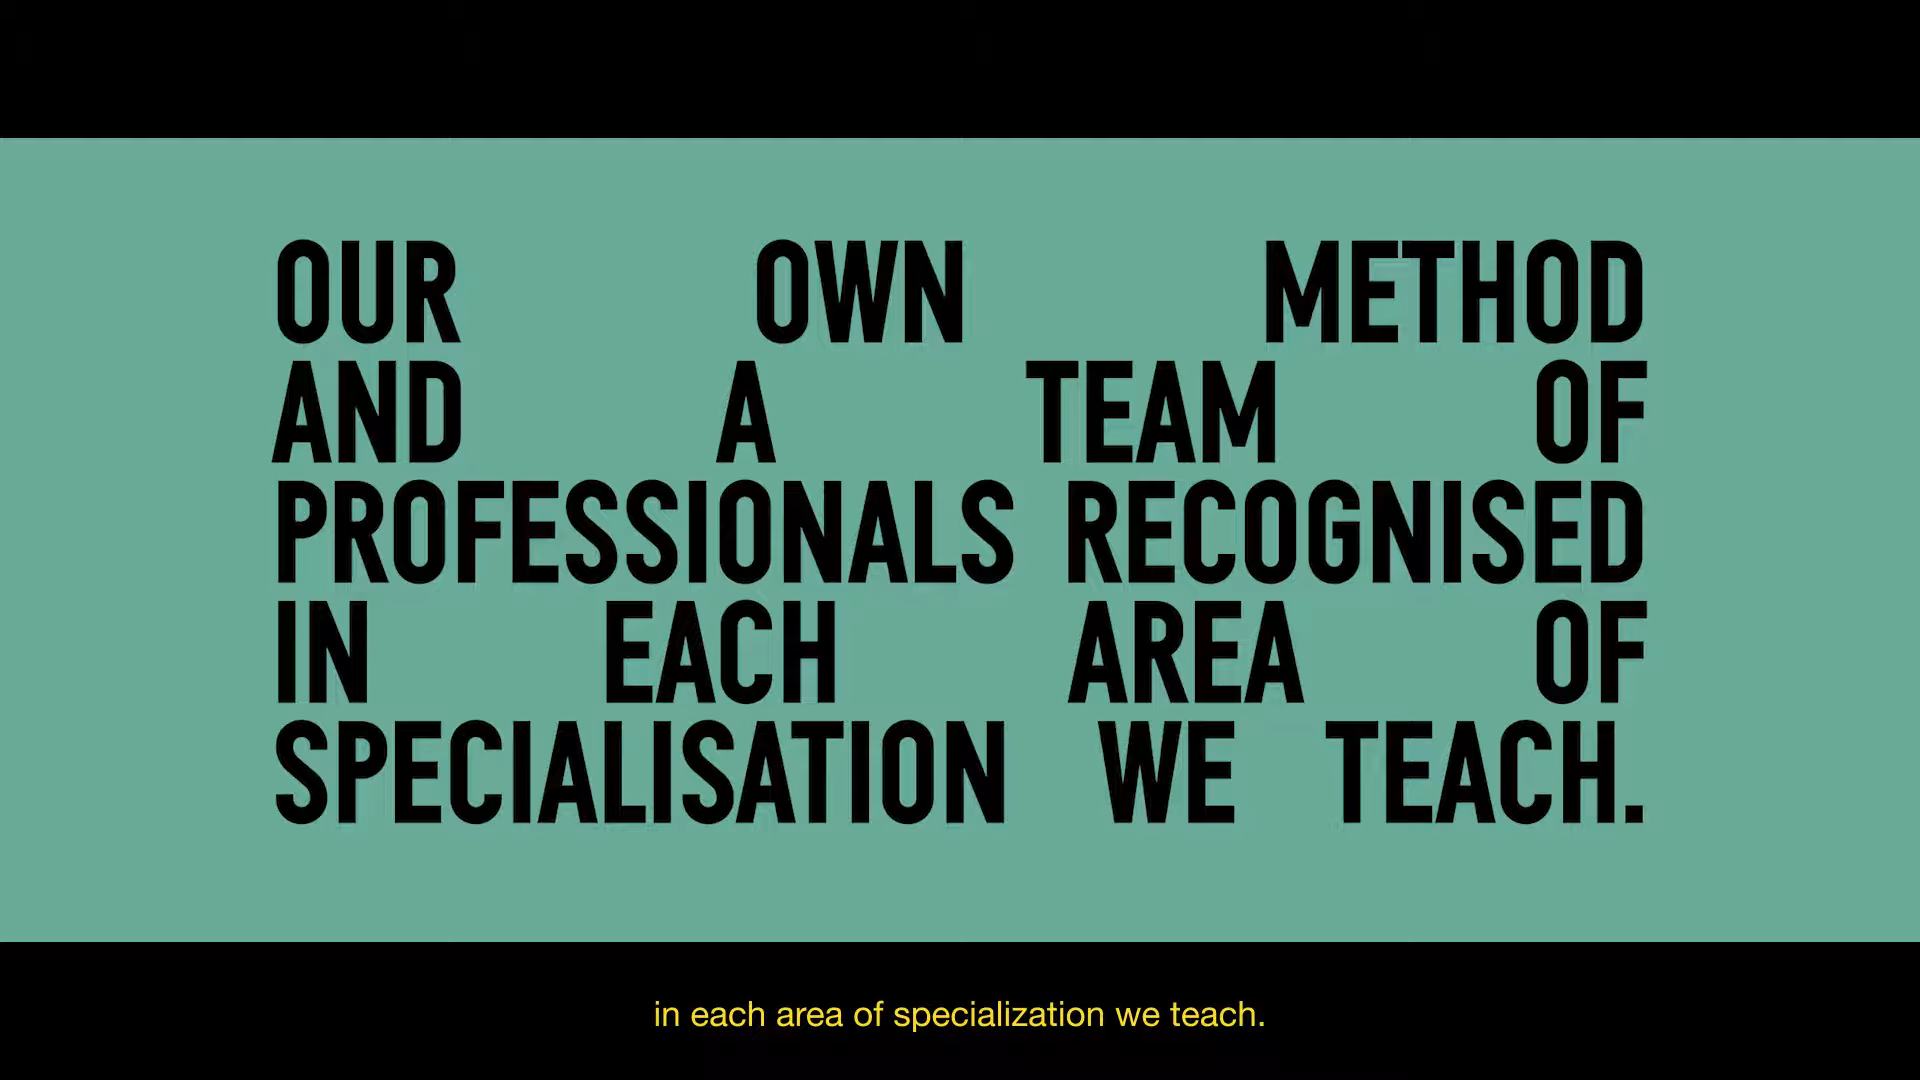 OUR OWN METHOD
AND A TEAM OF
PROFESSIONALS RECOGNISED
IN EACH AREA OF
SPECIALISATION WE TEACH.
in each area of specialization we teach.